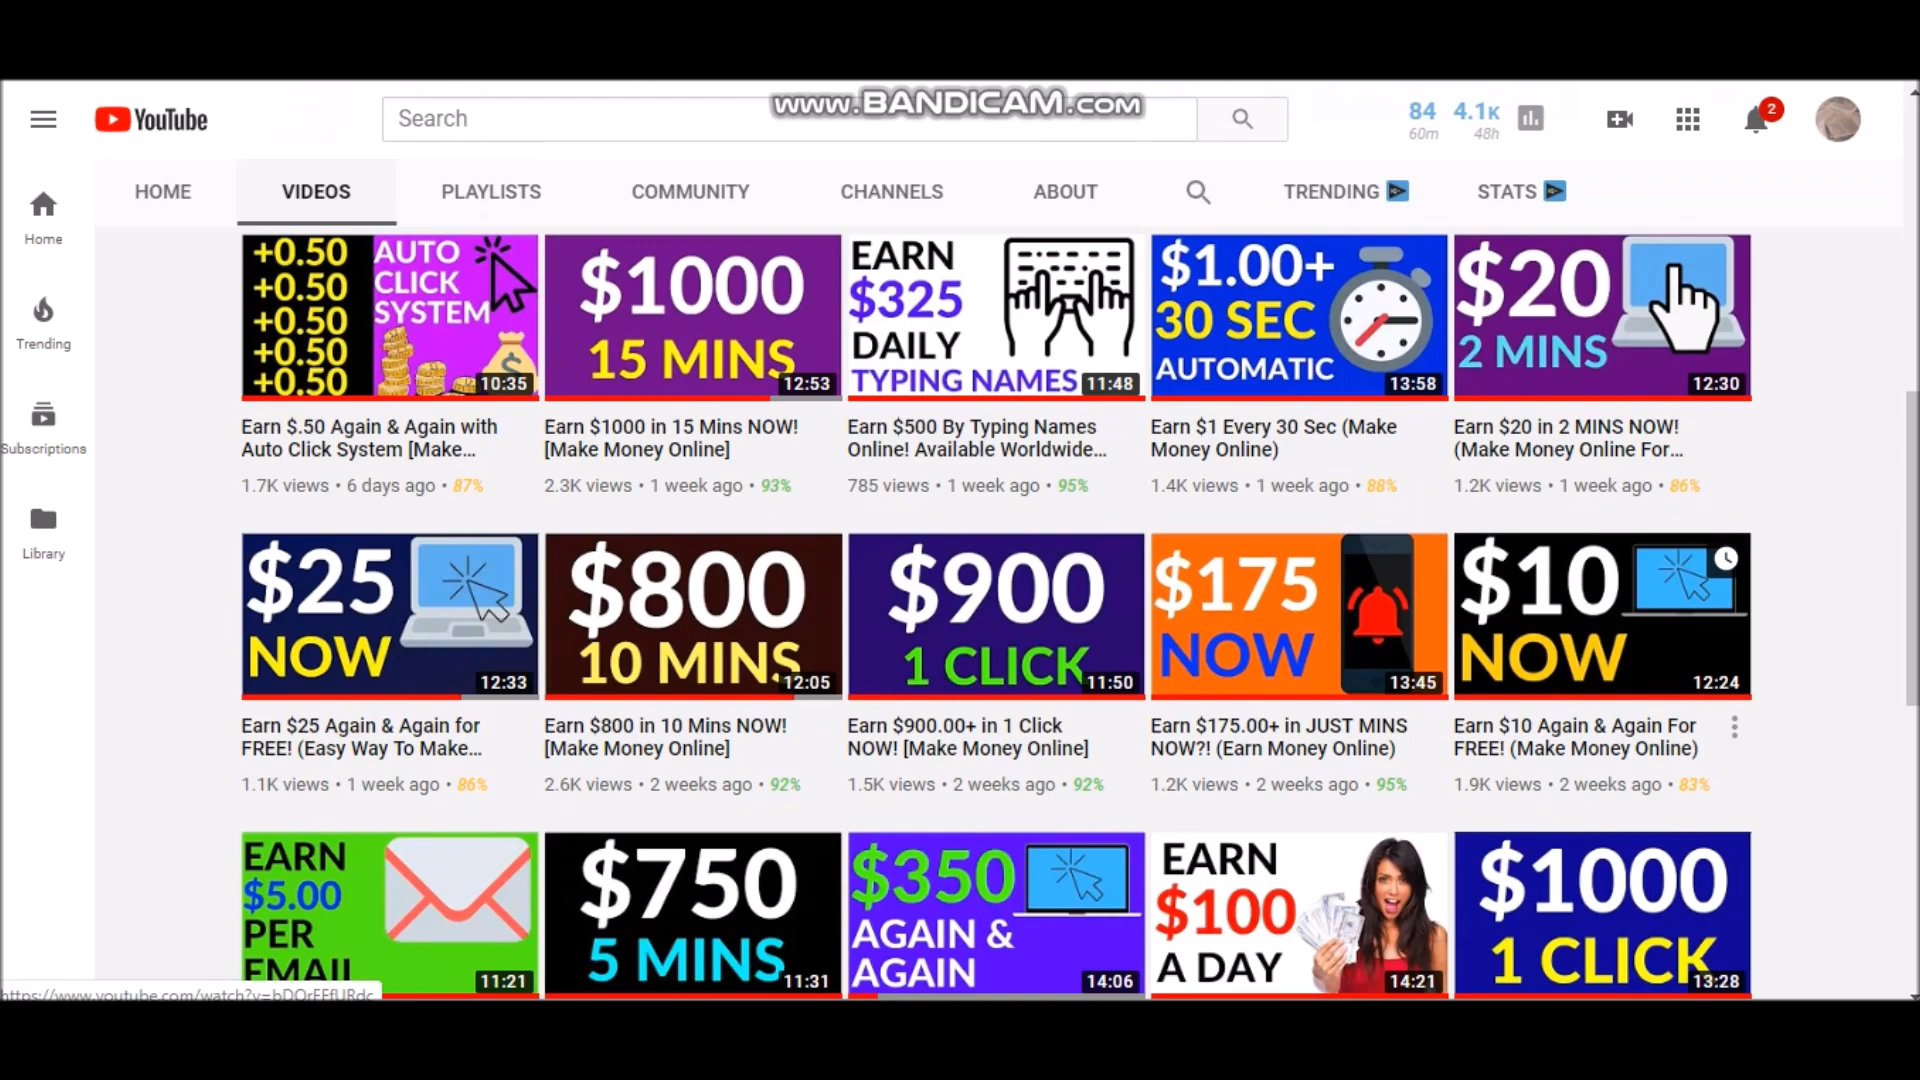 www.BANDICAM.com
YouTube
Search
84
60m
4.1K
48h
2
HOME
VIDEOS
PLAYLISTS
COMMUNITY
CHANNELS
ABOUT
TRENDING
STATS
Home
Trending
Subscriptions
Library
+0.50
+0.50
+0.50
+0.50
+0.50
AUTO
CLICK
SYSTEM
10:35
$1000
15 MINS
12:53
EARN
$325
DAILY
TYPING NAMES
11:48
$1.00+
30 SEC
AUTOMATIC
13:58
$20
2 MINS
12:30
Earn $.50 Again & Again with
Auto Click System [Make...
1.7K views • 6 days ago • 87%
Earn $1000 in 15 Mins NOW!
[Make Money Online]
2.3K views • 1 week ago • 93%
Earn $500 By Typing Names
Online! Available Worldwide...
785 views • 1 week ago • 95%
Earn $1 Every 30 Sec (Make
Money Online)
1.4K views • 1 week ago • 88%
Earn $20 in 2 MINS NOW!
(Make Money Online For...
1.2K views • 1 week ago • 86%
$25
NOW
12:33
$800
10 MINS
12:05
$900
1 CLICK
11:50
$175
NOW
13:45
$10
NOW
12:24
Earn $25 Again & Again for
FREE! (Easy Way To Make...
1.1K views • 1 week ago • 86%
Earn $800 in 10 Mins NOW!
[Make Money Online]
2.6K views • 2 weeks ago • 92%
Earn $900.00+ in 1 Click
NOW! [Make Money Online]
1.5K views • 2 weeks ago • 92%
Earn $175.00+ in JUST MINS
NOW?! (Earn Money Online)
1.2K views • 2 weeks ago • 95%
Earn $10 Again & Again For
FREE! (Make Money Online)
1.9K views • 2 weeks ago • 83%
EARN
$5.00
PER
EMAIL
11:21
$750
5 MINS
11:31
$350
AGAIN &
AGAIN
14:06
EARN
$100
A DAY
14:21
$1000
1 CLICK
13:28